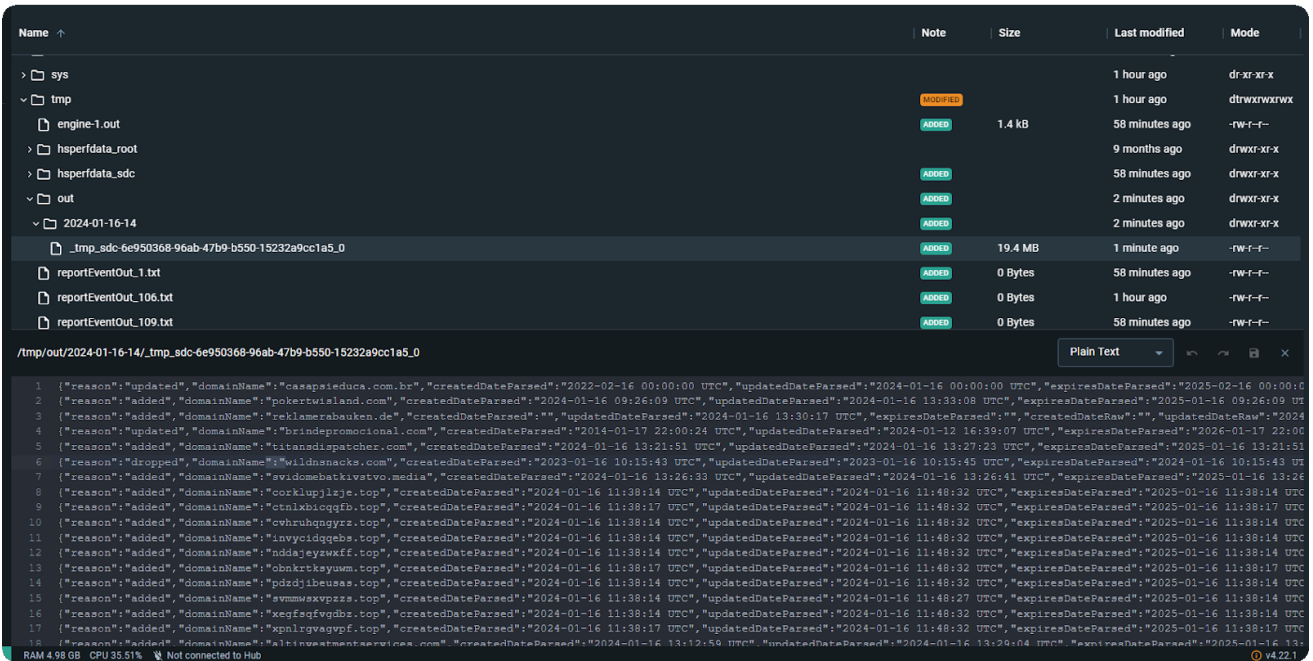 Name ↑ Note Size Last modified Mode
sys 1 hour ago dr-xr-xr-x
tmp MODIFIED 1 hour ago dtrwxrwxrwx
engine-1.out ADDED 1.4 kB 58 minutes ago -rw-r--r--
hsperfdata_root 9 months ago drwxr-xr-x
hsperfdata_sdc ADDED 58 minutes ago drwxr-xr-x
out ADDED 2 minutes ago drwxr-xr-x
2024-01-16-14 ADDED 2 minutes ago drwxr-xr-x
_tmp_sdc-6e950368-96ab-47b9-b550-15232a9cc1a5_0 ADDED 19.4 MB 1 minute ago -rw-r--r--
reportEventOut_1.txt ADDED 0 Bytes 58 minutes ago -rw-r--r--
reportEventOut_106.txt ADDED 0 Bytes 1 hour ago -rw-r--r--
reportEventOut_109.txt ADDED 0 Bytes 58 minutes ago -rw-r--r--
/tmp/out/2024-01-16-14/_tmp_sdc-6e950368-96ab-47b9-b550-15232a9cc1a5_0 Plain Text
1 {"reason":"updated","domainName":"casapsieduca.com.br","createdDateParsed":"2022-02-16 00:00:00 UTC","updatedDateParsed":"2024-01-16 00:00:00 UTC","expiresDateParsed":"2025-02-16 00:00:0
2 {"reason":"added","domainName":"pokertwisland.com","createdDateParsed":"2024-01-16 09:26:09 UTC","updatedDateParsed":"2024-01-16 13:33:08 UTC","expiresDateParsed":"2025-01-16 09:26:09 UT
3 {"reason":"added","domainName":"reklamerabauken.de","createdDateParsed":"","updatedDateParsed":"2024-01-16 13:30:17 UTC","expiresDateParsed":"","createdDateRaw":"","updatedDateRaw":"2024
4 {"reason":"updated","domainName":"brindepromocional.com","createdDateParsed":"2014-01-17 22:00:24 UTC","updatedDateParsed":"2024-01-12 16:39:07 UTC","expiresDateParsed":"2026-01-17 22:00
5 {"reason":"added","domainName":"titansdispatcher.com","createdDateParsed":"2024-01-16 13:21:51 UTC","updatedDateParsed":"2024-01-16 13:27:23 UTC","expiresDateParsed":"2025-01-16 13:21:51
6 {"reason":"dropped","domainName":"wildnsnacks.com","createdDateParsed":"2023-01-16 10:15:43 UTC","updatedDateParsed":"2023-01-16 10:15:45 UTC","expiresDateParsed":"2024-01-16 10:15:43 UT
7 {"reason":"added","domainName":"svidomebatkivstvo.media","createdDateParsed":"2024-01-16 13:26:33 UTC","updatedDateParsed":"2024-01-16 13:26:41 UTC","expiresDateParsed":"2025-01-16 13:26
8 {"reason":"added","domainName":"corklupjlzje.top","createdDateParsed":"2024-01-16 11:38:14 UTC","updatedDateParsed":"2024-01-16 11:48:32 UTC","expiresDateParsed":"2025-01-16 11:38:14 UTC
9 {"reason":"added","domainName":"ctnlxbicqgfb.top","createdDateParsed":"2024-01-16 11:38:17 UTC","updatedDateParsed":"2024-01-16 11:48:32 UTC","expiresDateParsed":"2025-01-16 11:38:17 UTC
10 {"reason":"added","domainName":"cvhruhqngyrz.top","createdDateParsed":"2024-01-16 11:38:14 UTC","updatedDateParsed":"2024-01-16 11:48:32 UTC","expiresDateParsed":"2025-01-16 11:38:14 UTC
11 {"reason":"added","domainName":"invycidqqebs.top","createdDateParsed":"2024-01-16 11:38:14 UTC","updatedDateParsed":"2024-01-16 11:48:32 UTC","expiresDateParsed":"2025-01-16 11:38:14 UTC
12 {"reason":"added","domainName":"nddajeyzwxff.top","createdDateParsed":"2024-01-16 11:38:14 UTC","updatedDateParsed":"2024-01-16 11:48:32 UTC","expiresDateParsed":"2025-01-16 11:38:14 UTC
13 {"reason":"added","domainName":"obnkrtksyuwm.top","createdDateParsed":"2024-01-16 11:38:17 UTC","updatedDateParsed":"2024-01-16 11:48:32 UTC","expiresDateParsed":"2025-01-16 11:38:17 UTC
14 {"reason":"added","domainName":"pdzdjibeusas.top","createdDateParsed":"2024-01-16 11:38:14 UTC","updatedDateParsed":"2024-01-16 11:48:32 UTC","expiresDateParsed":"2025-01-16 11:38:14 UTC
15 {"reason":"added","domainName":"svmmwsxvpzzs.top","createdDateParsed":"2024-01-16 11:38:14 UTC","updatedDateParsed":"2024-01-16 11:48:27 UTC","expiresDateParsed":"2025-01-16 11:38:14 UTC
16 {"reason":"added","domainName":"xegfsqfvgdbz.top","createdDateParsed":"2024-01-16 11:38:14 UTC","updatedDateParsed":"2024-01-16 11:48:32 UTC","expiresDateParsed":"2025-01-16 11:38:14 UTC
17 {"reason":"added","domainName":"xpnlrgvagvpf.top","createdDateParsed":"2024-01-16 11:38:17 UTC","updatedDateParsed":"2024-01-16 11:48:32 UTC","expiresDateParsed":"2025-01-16 11:38:17 UTC
18 {"reason":"added","domainName":"altinvestmentservices.com","createdDateParsed":"2024-01-16 13:12:59 UTC","updatedDateParsed":"2024-01-16 13:29:04 UTC","expiresDateParsed":"2025-01-16 13:
RAM 4.98 GB CPU 35.51% Not connected to Hub v4.22.1